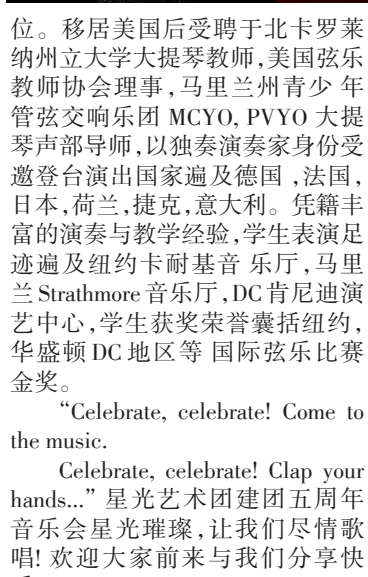 位。移居美国后受聘于北卡罗莱
纳州立大学大提琴教师,美国弦乐
教师协会理事,马里兰州青少 年
管弦交响乐团 MCYO, PVYO 大提
琴声部导师,以独奏演奏家身份受
邀登台演出国家遍及德国 ,法国,
日本,荷兰,捷克,意大利。凭籍丰
富的演奏与教学经验,学生表演足
迹遍及纽约卡耐基音 乐厅,马里
兰 Strathmore 音乐厅,DC 肯尼迪演
艺中心,学生获奖荣誉囊括纽约,
华盛顿 DC 地区等 国际弦乐比赛
金奖。
“Celebrate, celebrate! Come to
the music.
Celebrate, celebrate! Clap your
hands...” 星光艺术团建团五周年
音乐会星光璀璨,让我们尽情歌
唱! 欢迎大家前来与我们分享快